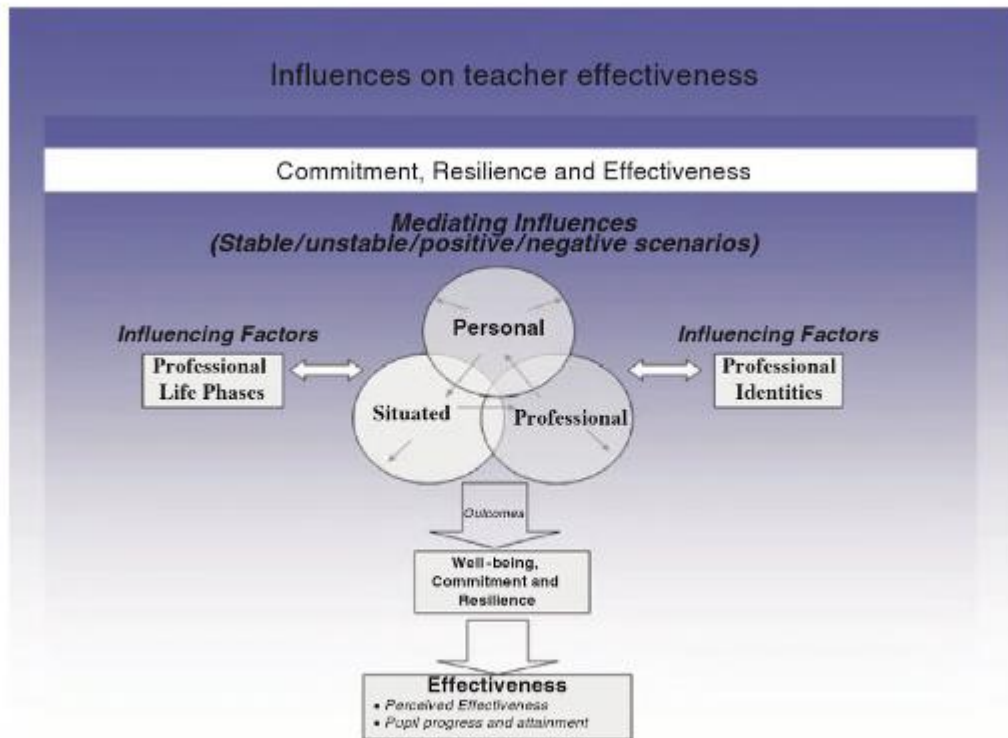 Influences on teacher effectiveness
Commitment, Resilience and Effectiveness
Mediating Influences
(Stable/unstable/positive/negative scenarios)
Influencing Factors
Professional
Life Phases
Personal
Situated
Professional
Influencing Factors
Professional
Identities
Outcomes
Well-being,
Commitment and
Resilience
Effectiveness
• Perceived Effectiveness
• Pupil progress and attainment